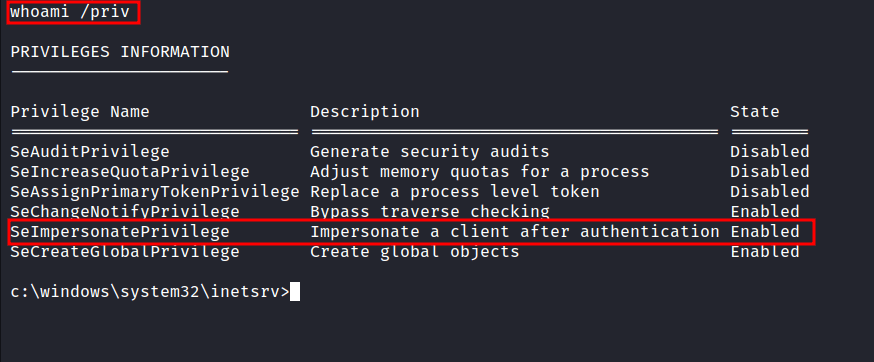 whoami /priv
PRIVILEGES INFORMATION
Privilege Name Description State
SeAuditPrivilege Generate security audits Disabled
SeIncreaseQuotaPrivilege Adjust memory quotas for a process Disabled
SeAssignPrimaryTokenPrivilege Replace a process level token Disabled
SeChangeNotifyPrivilege Bypass traverse checking Enabled
SeImpersonatePrivilege Impersonate a client after authentication Enabled
SeCreateGlobalPrivilege Create global objects Enabled
c:\windows\system32\inetsrv>